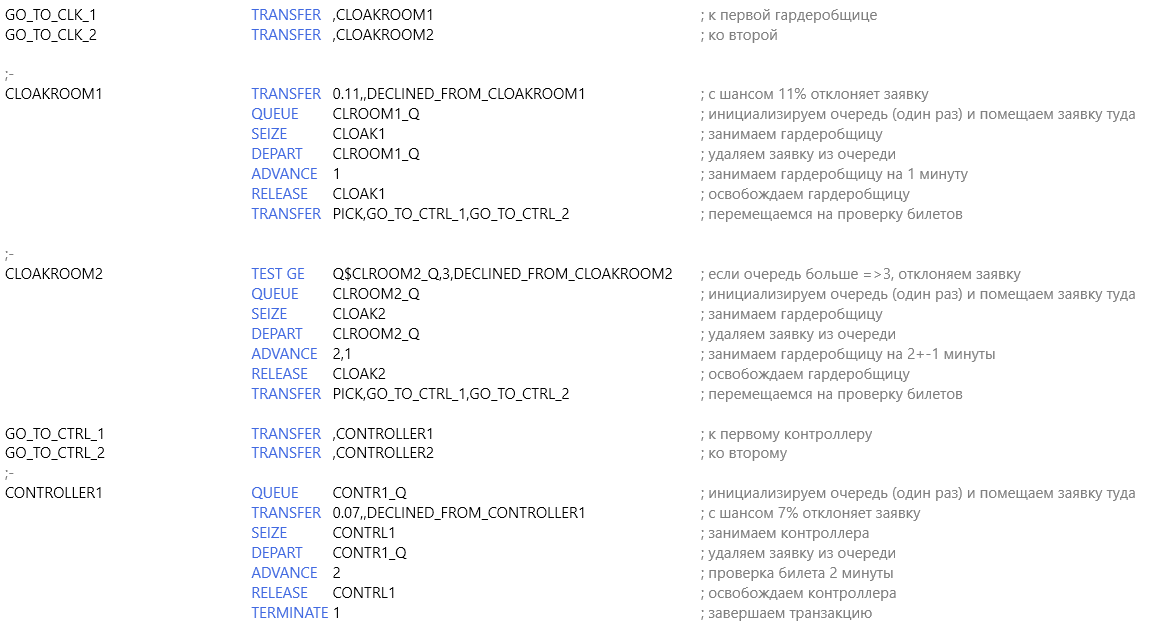 GO_TO_CLK_1 TRANSFER ,CLOAKROOM1 ; к первой гардеробщице
GO_TO_CLK_2 TRANSFER ,CLOAKROOM2 ; ко второй
;-
CLOAKROOM1 TRANSFER 0.11,,DECLINED_FROM_CLOAKROOM1 ; с шансом 11% отклоняет заявку
QUEUE CLROOM1_Q ; инициализируем очередь (один раз) и помещаем заявку туда
SEIZE CLOAK1 ; занимаем гардеробщицу
DEPART CLROOM1_Q ; удаляем заявку из очереди
ADVANCE 1 ; занимаем гардеробщицу на 1 минуту
RELEASE CLOAK1 ; освобождаем гардеробщицу
TRANSFER PICK,GO_TO_CTRL_1,GO_TO_CTRL_2 ; перемещаемся на проверку билетов
;-
CLOAKROOM2 TEST GE Q$CLROOM2_Q,3,DECLINED_FROM_CLOAKROOM2 ; если очередь больше =>3, отклоняем заявку
QUEUE CLROOM2_Q ; инициализируем очередь (один раз) и помещаем заявку туда
SEIZE CLOAK2 ; занимаем гардеробщицу
DEPART CLROOM2_Q ; удаляем заявку из очереди
ADVANCE 2,1 ; занимаем гардеробщицу на 2+-1 минуты
RELEASE CLOAK2 ; освобождаем гардеробщицу
TRANSFER PICK,GO_TO_CTRL_1,GO_TO_CTRL_2 ; перемещаемся на проверку билетов
GO_TO_CTRL_1 TRANSFER ,CONTROLLER1 ; к первому контроллеру
GO_TO_CTRL_2 TRANSFER ,CONTROLLER2 ; ко второму
;-
CONTROLLER1 QUEUE CONTR1_Q ; инициализируем очередь (один раз) и помещаем заявку туда
TRANSFER 0.07,,DECLINED_FROM_CONTROLLER1 ; с шансом 7% отклоняет заявку
SEIZE CONTRL1 ; занимаем контроллера
DEPART CONTR1_Q ; удаляем заявку из очереди
ADVANCE 2 ; проверка билета 2 минуты
RELEASE CONTRL1 ; освобождаем контроллера
TERMINATE 1 ; завершаем транзакцию